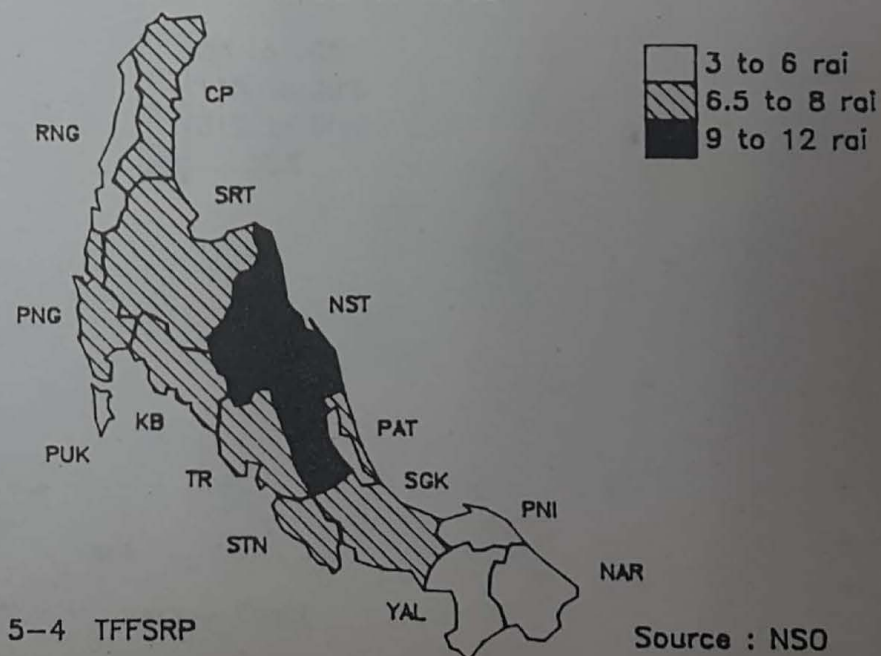 3 to 6 rai
6.5 to 8 rai
9 to 12 rai
CP
RNG
SRT
NST
PNG
KB
PUK
PAT
TR
SGK
PNI
STN
NAR
YAL
5-4 TFFSRP
Source : NSO